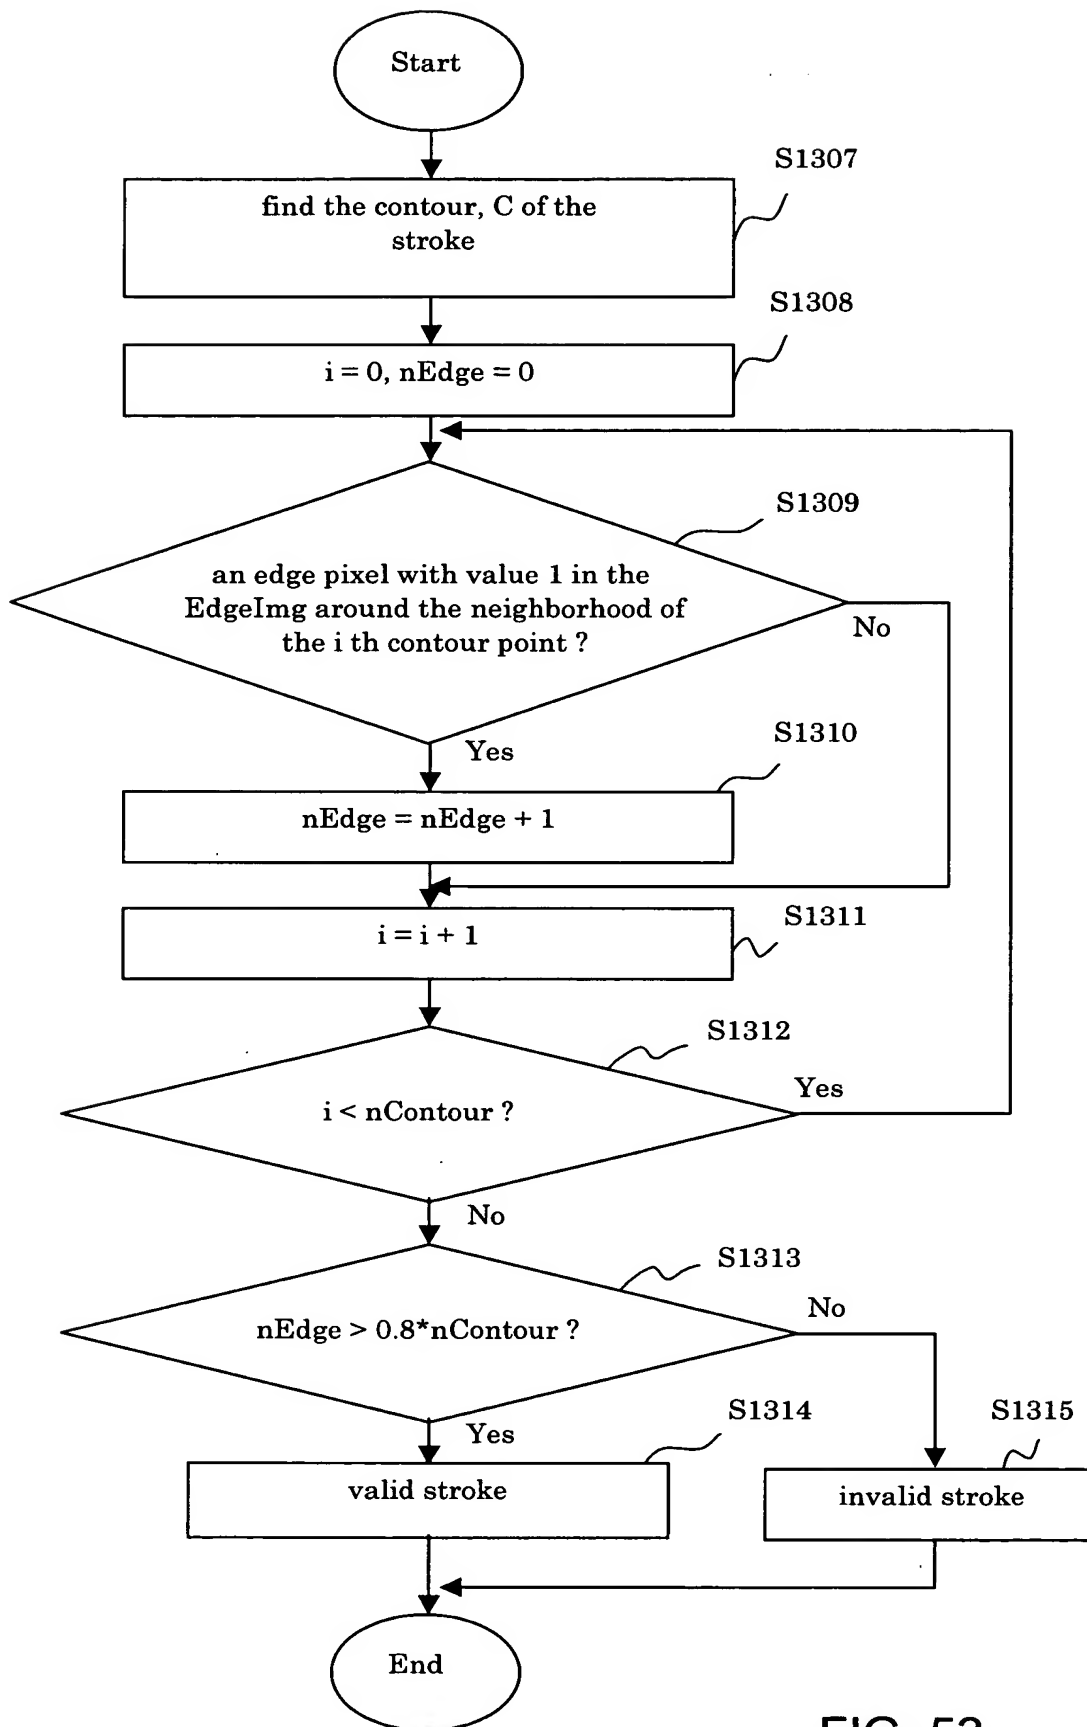 Start
S1307
find the contour, C of the
stroke
S1308
i = 0, nEdge = 0
S1309
an edge pixel with value 1 in the
EdgeImg around the neighborhood of
the i th contour point ?
No
Yes
S1310
nEdge = nEdge + 1
S1311
i = i + 1
S1312
Yes
i < nContour ?
No
S1313
No
nEdge > 0.8*nContour ?
Yes
S1314
S1315
valid stroke
invalid stroke
End
FIG. 53